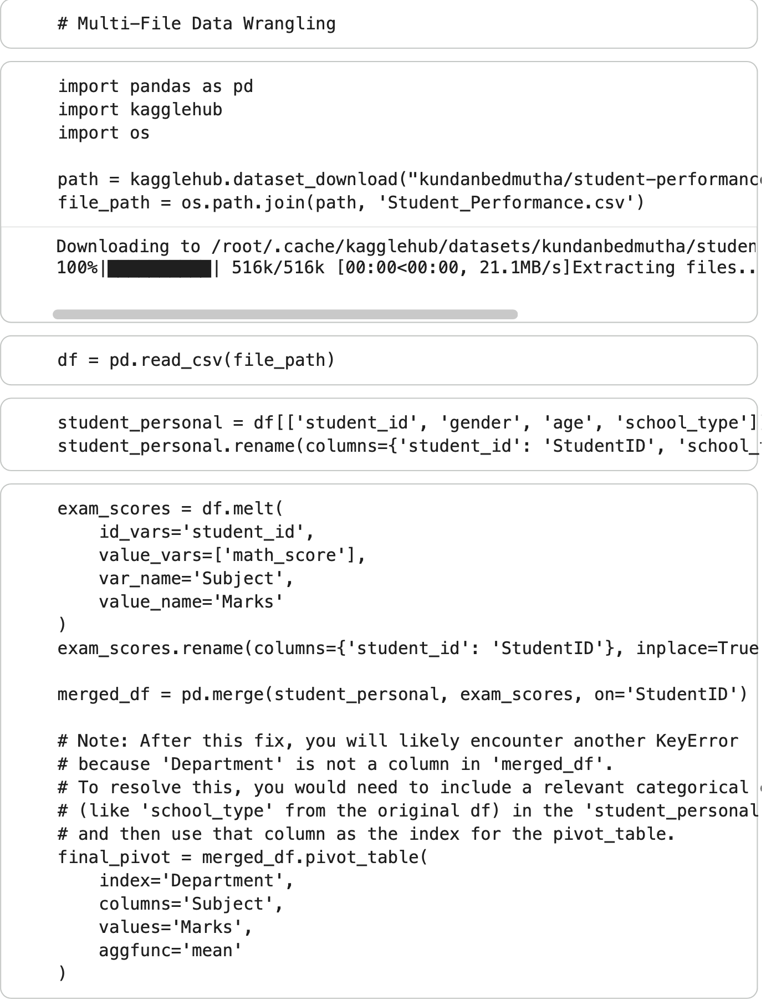 # Multi-File Data Wrangling
import pandas as pd
import kagglehub
import os
path = kagglehub.dataset_download("kundanbedmutha/student-performance
file_path = os.path.join(path, 'Student_Performance.csv')
Downloading to /root/.cache/kagglehub/datasets/kundanbedmutha/studen
100%|██████████| 516k/516k [00:00<00:00, 21.1MB/s]Extracting files..
df = pd.read_csv(file_path)
student_personal = df[['student_id', 'gender', 'age', 'school_type']]
student_personal.rename(columns={'student_id': 'StudentID', 'school_
exam_scores = df.melt(
    id_vars='student_id',
    value_vars=['math_score'],
    var_name='Subject',
    value_name='Marks'
)
exam_scores.rename(columns={'student_id': 'StudentID'}, inplace=True
merged_df = pd.merge(student_personal, exam_scores, on='StudentID')
# Note: After this fix, you will likely encounter another KeyError
# because 'Department' is not a column in 'merged_df'.
# To resolve this, you would need to include a relevant categorical
# (like 'school_type' from the original df) in the 'student_personal
# and then use that column as the index for the pivot_table.
final_pivot = merged_df.pivot_table(
    index='Department',
    columns='Subject',
    values='Marks',
    aggfunc='mean'
)